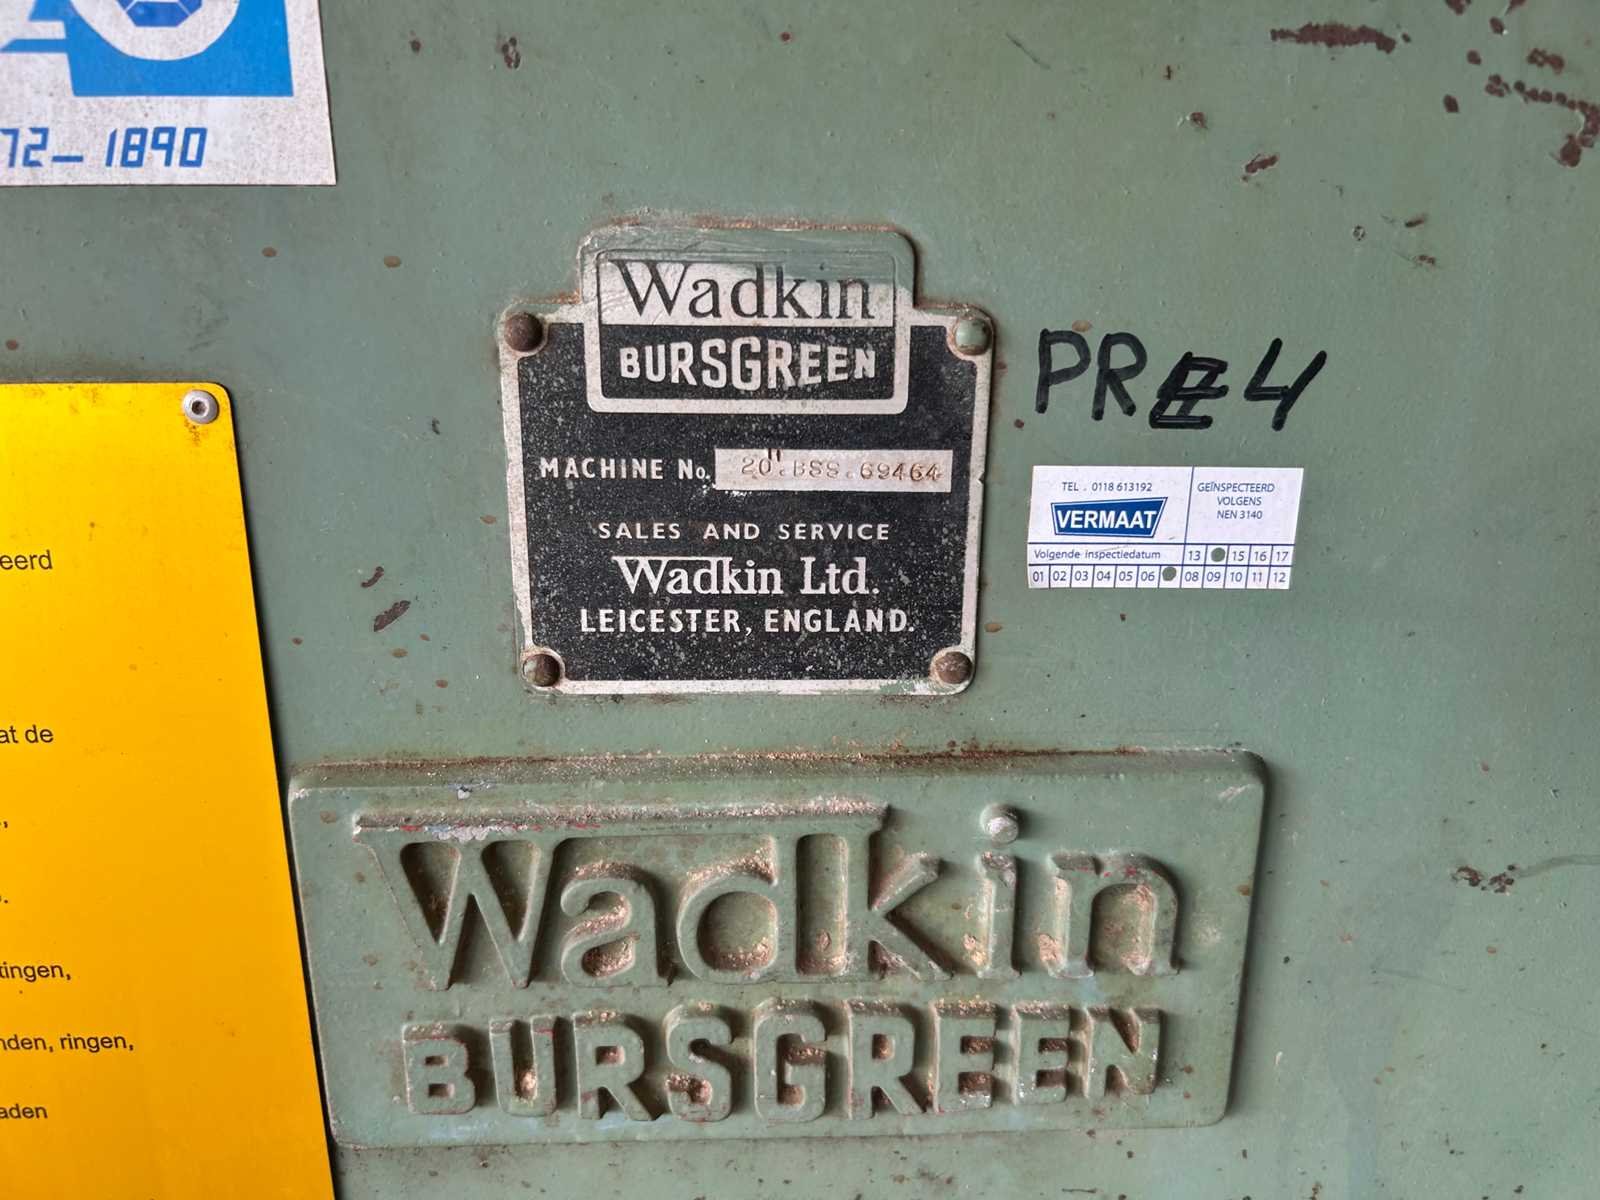 72-1890
Wadkin
BURSGREEN
MACHINE No. 20".BSS.69464
SALES AND SERVICE
Wadkin Ltd.
LEICESTER, ENGLAND.
4
TEL. 0118 613192
VERMAAT
GEÏNSPECTEERD
VOLGENS
NEN 3140
Volgende inspectiedatum 13 15 16 17
01 02 03 04 05 06 08 09 10 11 12
eerd
at de
,
.
tingen,
nden, ringen,
aden
Wadkin
BURSGREEN